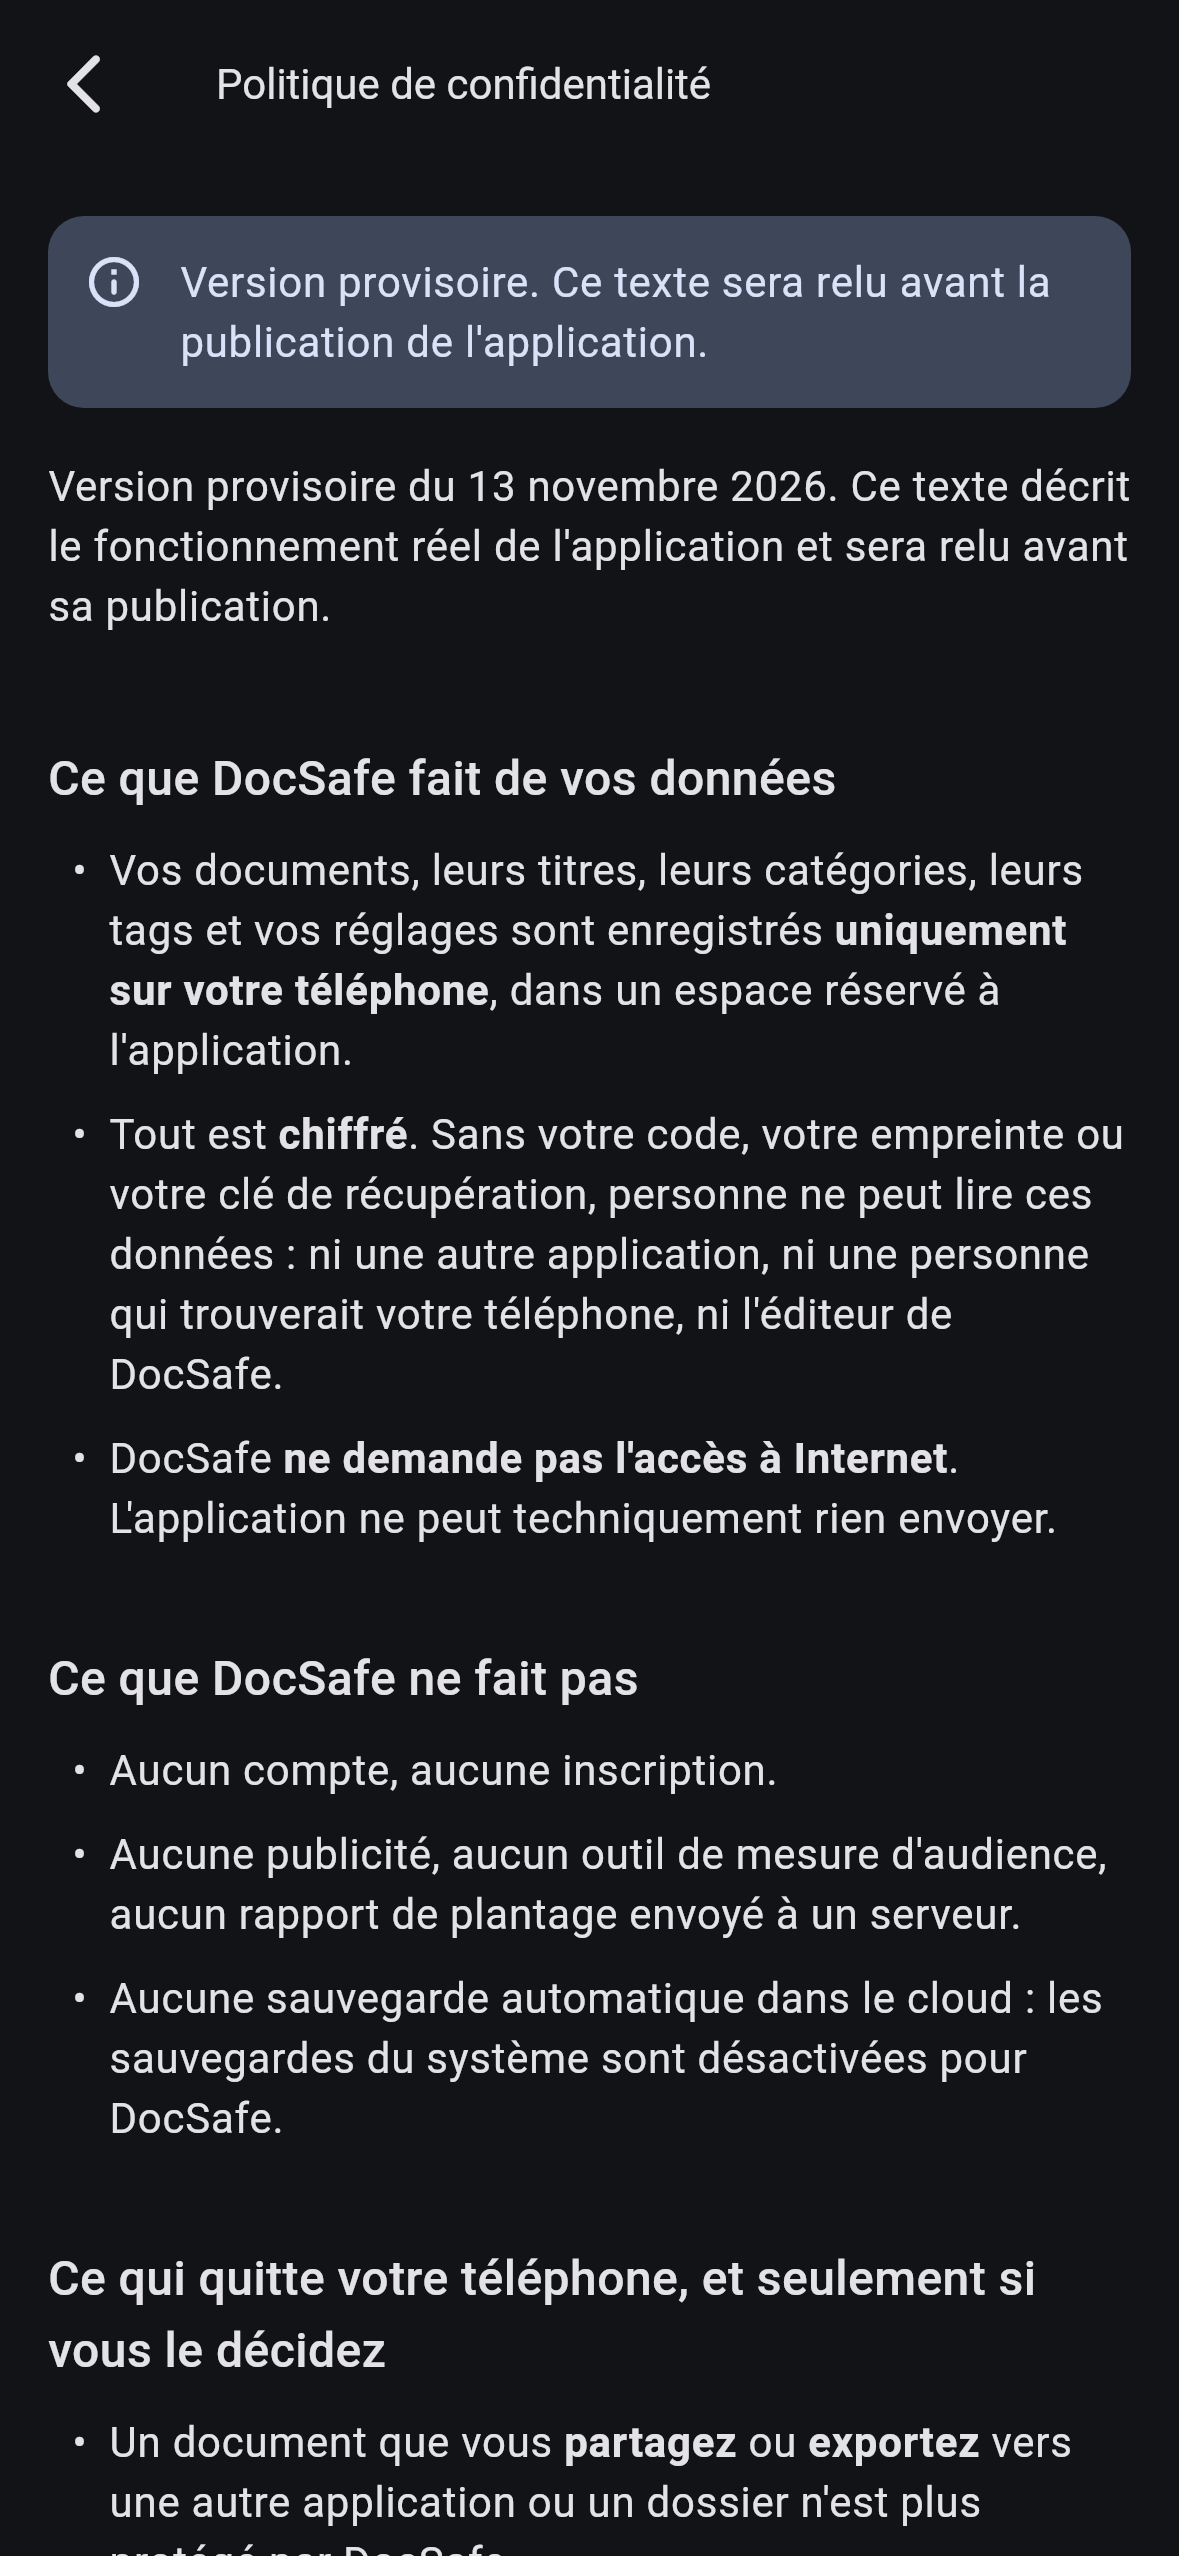 Politique de confidentialité
Version provisoire. Ce texte sera relu avant la
publication de l'application.
Version provisoire du 13 novembre 2026. Ce texte décrit
le fonctionnement réel de l'application et sera relu avant
sa publication.
Ce que DocSafe fait de vos données
• Vos documents, leurs titres, leurs catégories, leurs
tags et vos réglages sont enregistrés uniquement
sur votre téléphone, dans un espace réservé à
l'application.
• Tout est chiffré. Sans votre code, votre empreinte ou
votre clé de récupération, personne ne peut lire ces
données : ni une autre application, ni une personne
qui trouverait votre téléphone, ni l'éditeur de
DocSafe.
• DocSafe ne demande pas l'accès à Internet.
L'application ne peut techniquement rien envoyer.
Ce que DocSafe ne fait pas
• Aucun compte, aucune inscription.
• Aucune publicité, aucun outil de mesure d'audience,
aucun rapport de plantage envoyé à un serveur.
• Aucune sauvegarde automatique dans le cloud : les
sauvegardes du système sont désactivées pour
DocSafe.
Ce qui quitte votre téléphone, et seulement si
vous le décidez
• Un document que vous partagez ou exportez vers
une autre application ou un dossier n'est plus
protégé par DocSafe